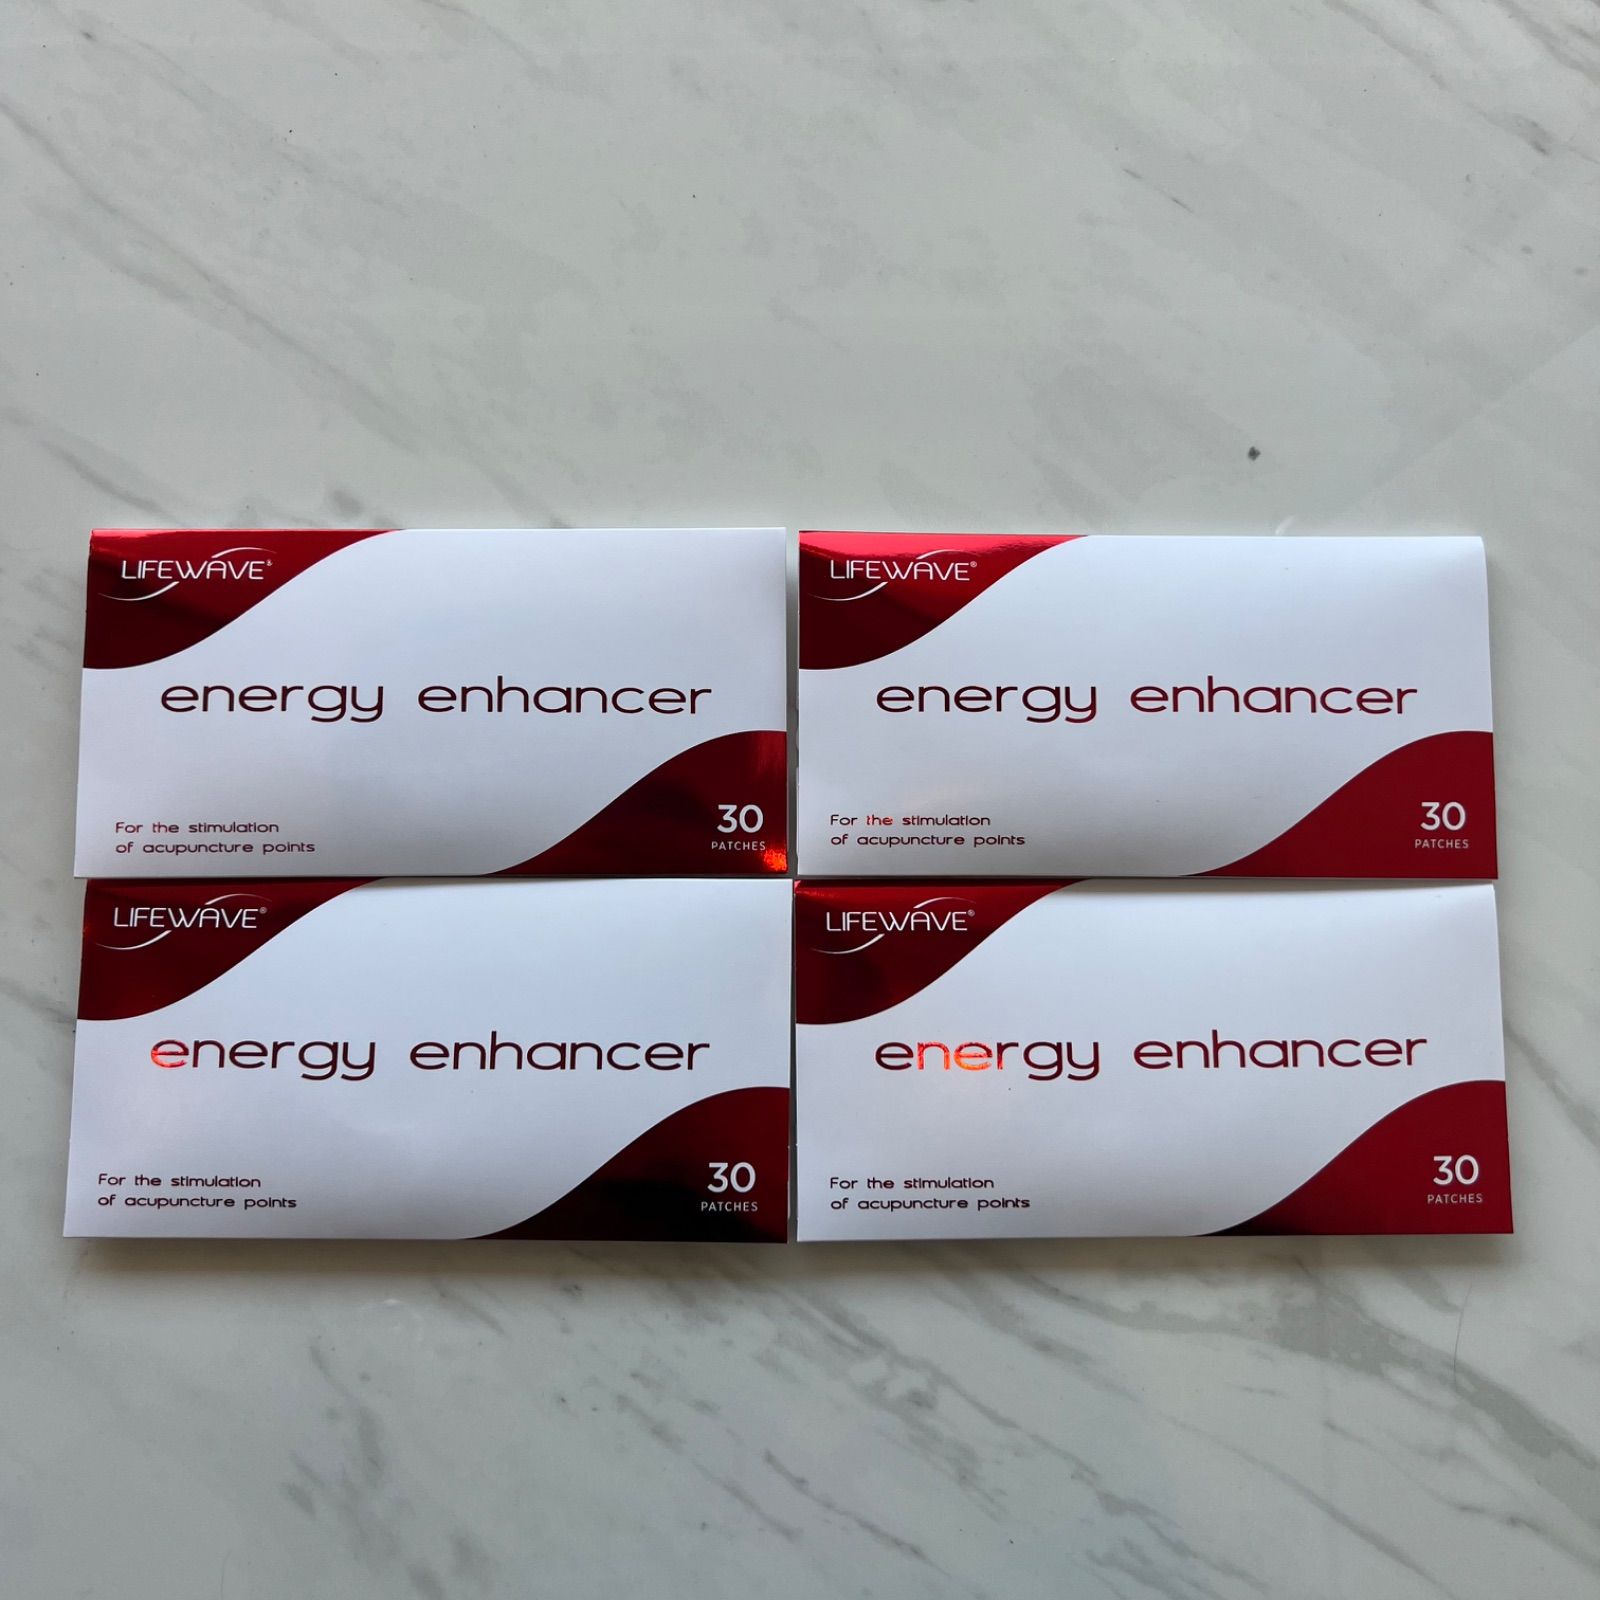 LIFEWAVE®
energy enhancer
For the stimulation
of acupuncture points
30
PATCHES
LIFEWAVE®
energy enhancer
For the stimulation
of acupuncture points
30
PATCHES
LIFEWAVE®
energy enhancer
For the stimulation
of acupuncture points
30
PATCHES
LIFEWAVE®
energy enhancer
For the stimulation
of acupuncture points
30
PATCHES